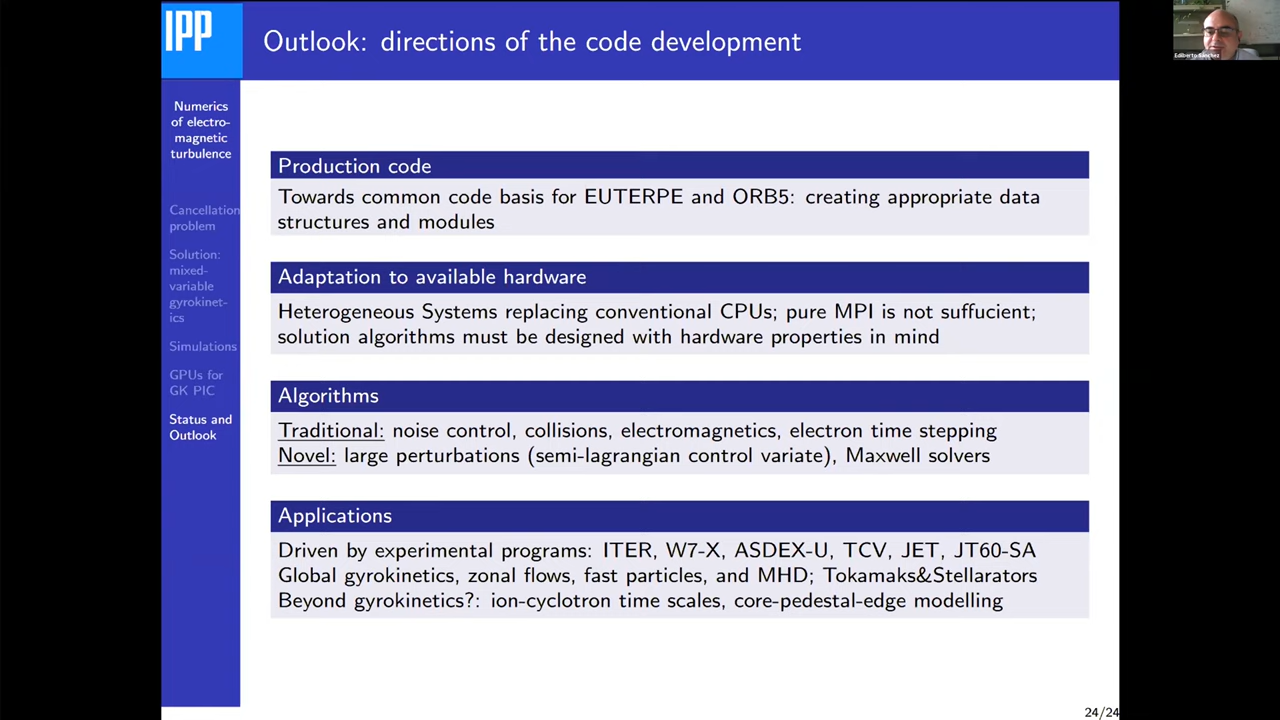 IPP
Outlook: directions of the code development
Numerics
of electro-
magnetic
turbulence
Cancellation
problem
Solution:
mixed-
variable
gyrokinet-
ics
Simulations
GPUs for
GK PIC
Status and
Outlook
Production code
Towards common code basis for EUTERPE and ORB5: creating appropriate data
structures and modules
Adaptation to available hardware
Heterogeneous Systems replacing conventional CPUs; pure MPI is not suffucient;
solution algorithms must be designed with hardware properties in mind
Algorithms
Traditional: noise control, collisions, electromagnetics, electron time stepping
Novel: large perturbations (semi-lagrangian control variate), Maxwell solvers
Applications
Driven by experimental programs: ITER, W7-X, ASDEX-U, TCV, JET, JT60-SA
Global gyrokinetics, zonal flows, fast particles, and MHD; Tokamaks&Stellarators
Beyond gyrokinetics?: ion-cyclotron time scales, core-pedestal-edge modelling
24/24
Edilberto Sánchez